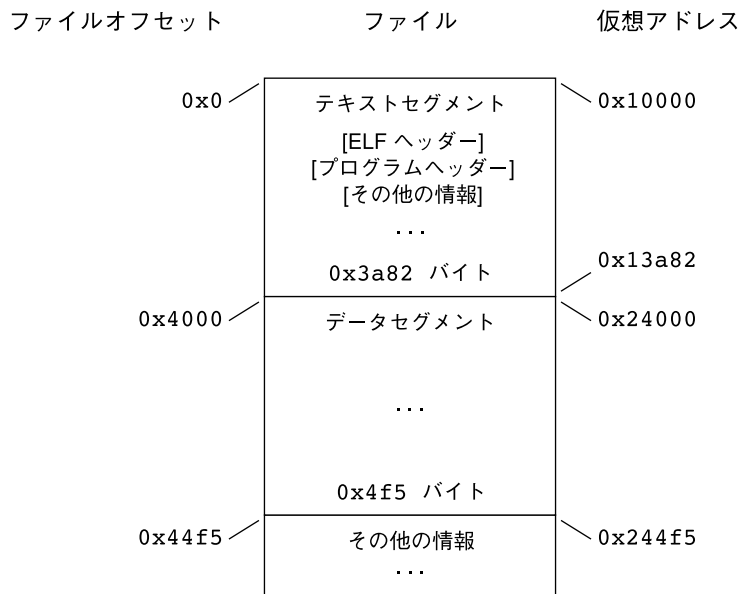 ファイルオフセット ファイル 仮想アドレス
0x0 テキストセグメント 0x10000
[ELF ヘッダー]
[プログラムヘッダー]
[その他の情報]
...
0x13a82
0x3a82 バイト
0x4000 データセグメント 0x24000
...
0x4f5 バイト
0x44f5 その他の情報 0x244f5
...